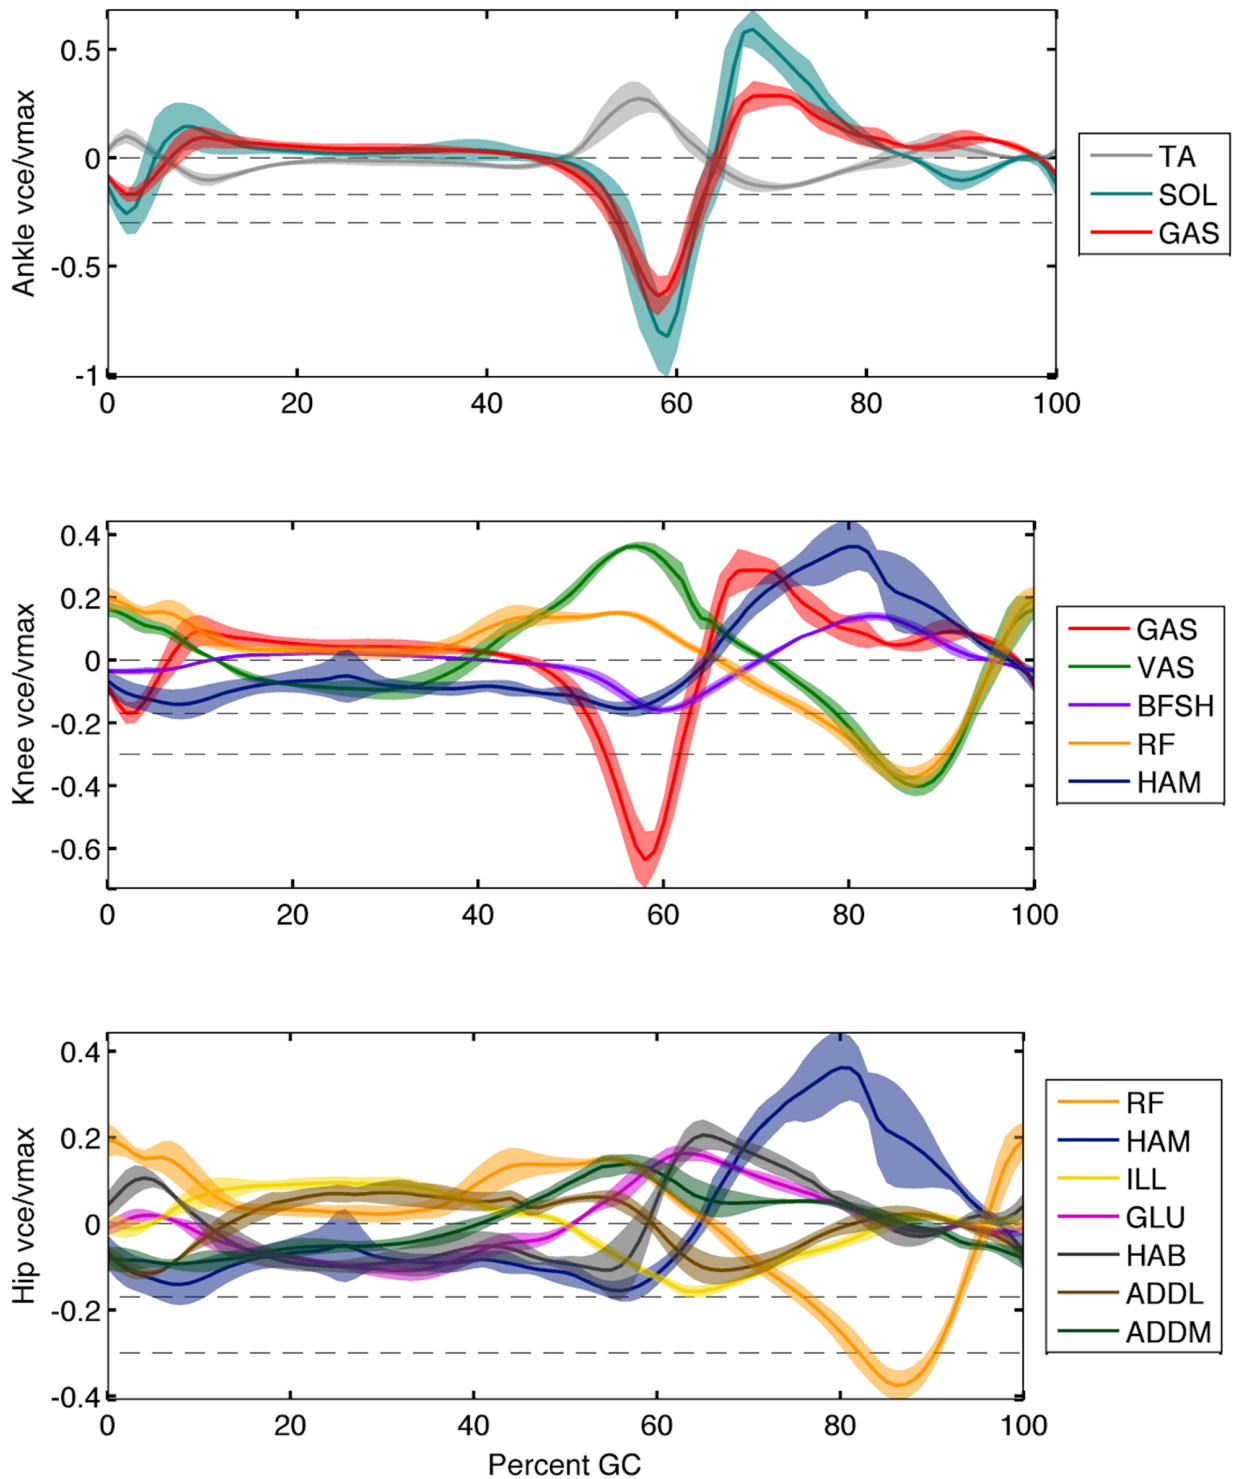 Ankle vce/vmax
0.5
0
-0.5
-1
0 20 40 60 80 100
TA
SOL
GAS
Knee vce/vmax
0.4
0.2
0
-0.2
-0.4
-0.6
0 20 40 60 80 100
GAS
VAS
BFSH
RF
HAM
Hip vce/vmax
0.4
0.2
0
-0.2
-0.4
0 20 40 60 80 100
Percent GC
RF
HAM
ILL
GLU
HAB
ADDL
ADDM